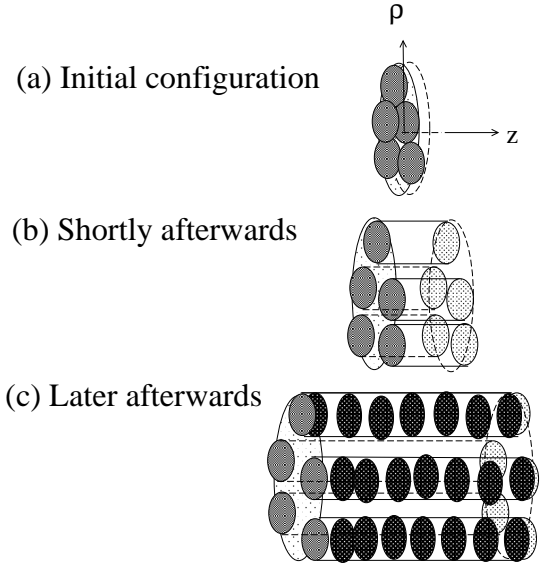 ρ
(a) Initial configuration
z
(b) Shortly afterwards
(c) Later afterwards